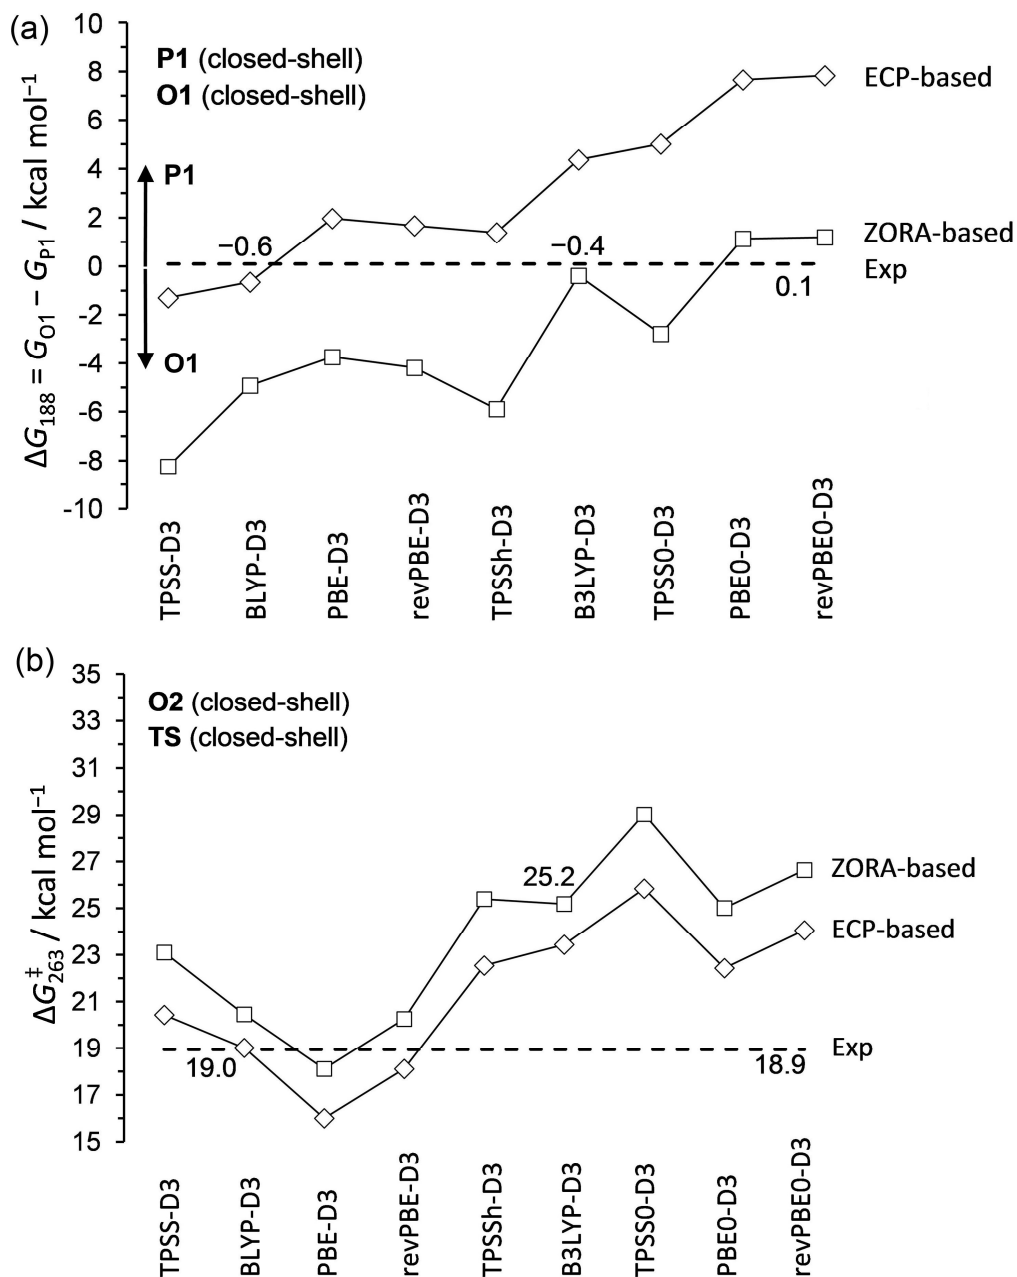 (a)
ΔG188 = GO1 − GP1 / kcal mol−1
10
8
6
4
2
0
-2
-4
-6
-8
-10
P1 (closed-shell)
O1 (closed-shell)
P1
O1
−0.6
−0.4
0.1
ECP-based
ZORA-based
Exp
TPSS-D3
BLYP-D3
PBE-D3
revPBE-D3
TPSSh-D3
B3LYP-D3
TPSS0-D3
PBE0-D3
revPBE0-D3
(b)
ΔG‡263 / kcal mol−1
35
33
31
29
27
25
23
21
19
17
15
O2 (closed-shell)
TS (closed-shell)
25.2
19.0
18.9
ZORA-based
ECP-based
Exp
TPSS-D3
BLYP-D3
PBE-D3
revPBE-D3
TPSSh-D3
B3LYP-D3
TPSS0-D3
PBE0-D3
revPBE0-D3